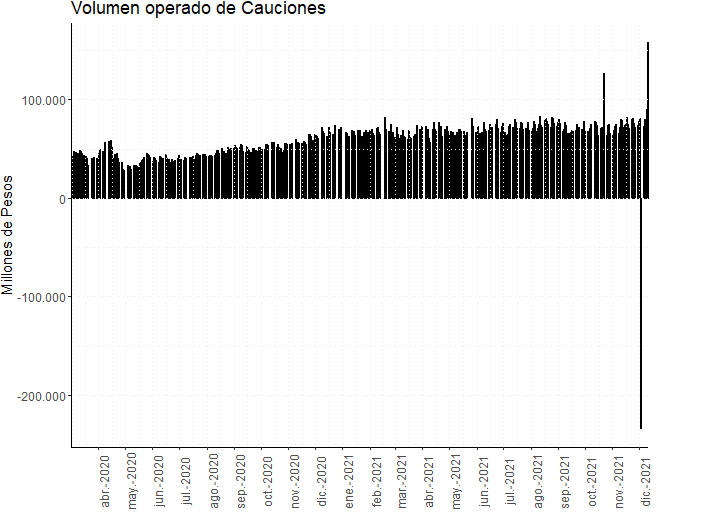 Volumen operado de Cauciones
Millones de Pesos
100.000
0
-100.000
-200.000
abr.-2020
may.-2020
jun.-2020
jul.-2020
ago.-2020
sep.-2020
oct.-2020
nov.-2020
dic.-2020
ene.-2021
feb.-2021
mar.-2021
abr.-2021
may.-2021
jun.-2021
jul.-2021
ago.-2021
sep.-2021
oct.-2021
nov.-2021
dic.-2021